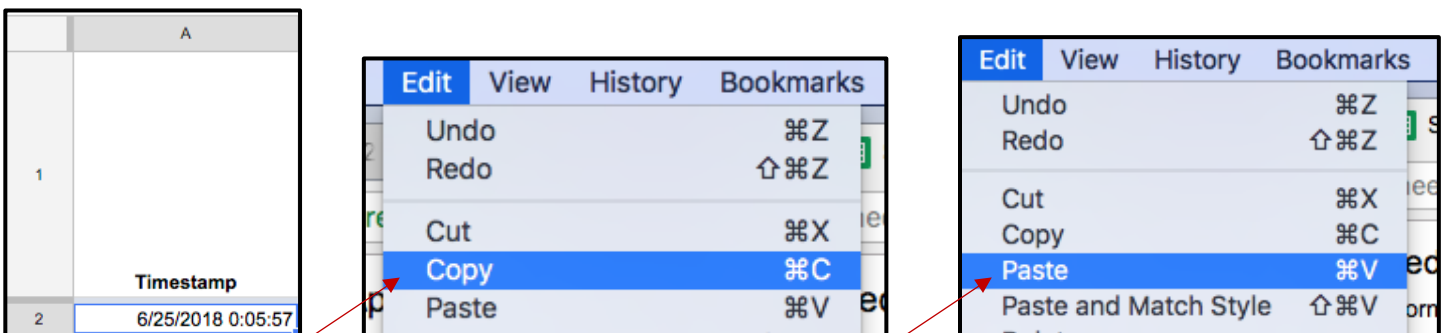 A
1
Timestamp
2
6/25/2018 0:05:57
Edit View History Bookmarks
Undo ⌘Z
Redo ⇧⌘Z
Cut ⌘X
Copy ⌘C
Paste ⌘V
Edit View History Bookmarks
Undo ⌘Z
Redo ⇧⌘Z
Cut ⌘X
Copy ⌘C
Paste ⌘V
Paste and Match Style ⇧⌘V